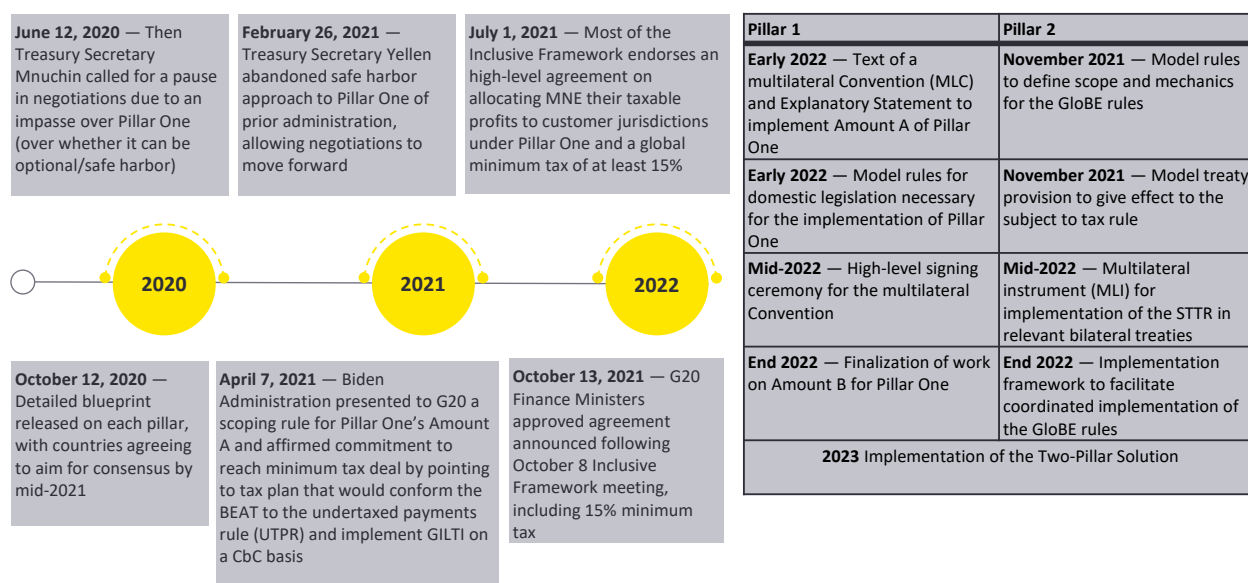 June 12, 2020 — Then
Treasury Secretary
Mnuchin called for a pause
in negotiations due to an
impasse over Pillar One
(over whether it can be
optional/safe harbor)
February 26, 2021 —
Treasury Secretary Yellen
abandoned safe harbor
approach to Pillar One of
prior administration,
allowing negotiations to
move forward
July 1, 2021 — Most of the
Inclusive Framework endorses an
high-level agreement on
allocating MNE their taxable
profits to customer jurisdictions
under Pillar One and a global
minimum tax of at least 15%
2020
2021
2022
October 12, 2020 —
Detailed blueprint
released on each pillar,
with countries agreeing
to aim for consensus by
mid-2021
April 7, 2021 — Biden
Administration presented to G20 a
scoping rule for Pillar One’s Amount
A and affirmed commitment to
reach minimum tax deal by pointing
to tax plan that would conform the
BEAT to the undertaxed payments
rule (UTPR) and implement GILTI on
a CbC basis
October 13, 2021 — G20
Finance Ministers
approved agreement
announced following
October 8 Inclusive
Framework meeting,
including 15% minimum
tax
Pillar 1
Pillar 2
Early 2022 — Text of a
multilateral Convention (MLC)
and Explanatory Statement to
implement Amount A of Pillar
One
November 2021 — Model rules
to define scope and mechanics
for the GloBE rules
Early 2022 — Model rules for
domestic legislation necessary
for the implementation of Pillar
One
November 2021 — Model treaty
provision to give effect to the
subject to tax rule
Mid-2022 — High-level signing
ceremony for the multilateral
Convention
Mid-2022 — Multilateral
instrument (MLI) for
implementation of the STTR in
relevant bilateral treaties
End 2022 — Finalization of work
on Amount B for Pillar One
End 2022 — Implementation
framework to facilitate
coordinated implementation of
the GloBE rules
2023 Implementation of the Two-Pillar Solution